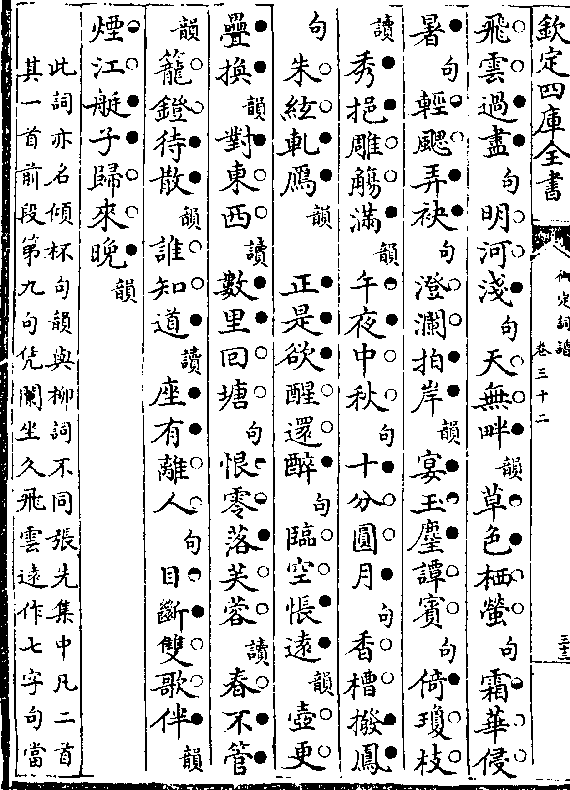 欽定四庫全書
御定詞譜
卷三十二
三十三
飛雲過盡句明河淺句天無畔韻草色栖螢句霜華侵
暑句輕颸弄袂句澄瀾拍岸韻宴玉麈譚賓句倚瓊枝
讀秀挹雕觴滿韻午夜中秋句十分圓月句香槽撥鳳
句朱絃軋鴈韻正是欲醒還醉句臨空悵遠韻壺更
疊換韻對東西讀數里回塘句恨零落芙蓉讀春不管
韻籠鐙待散韻誰知道讀座有離人句目斷雙歌伴韻
煙江艇子歸來晚韻
此詞亦名傾杯句韻與柳詞不同張先集中凡二首
其一首前段第九句凭闌坐久飛雲遠作七字句當